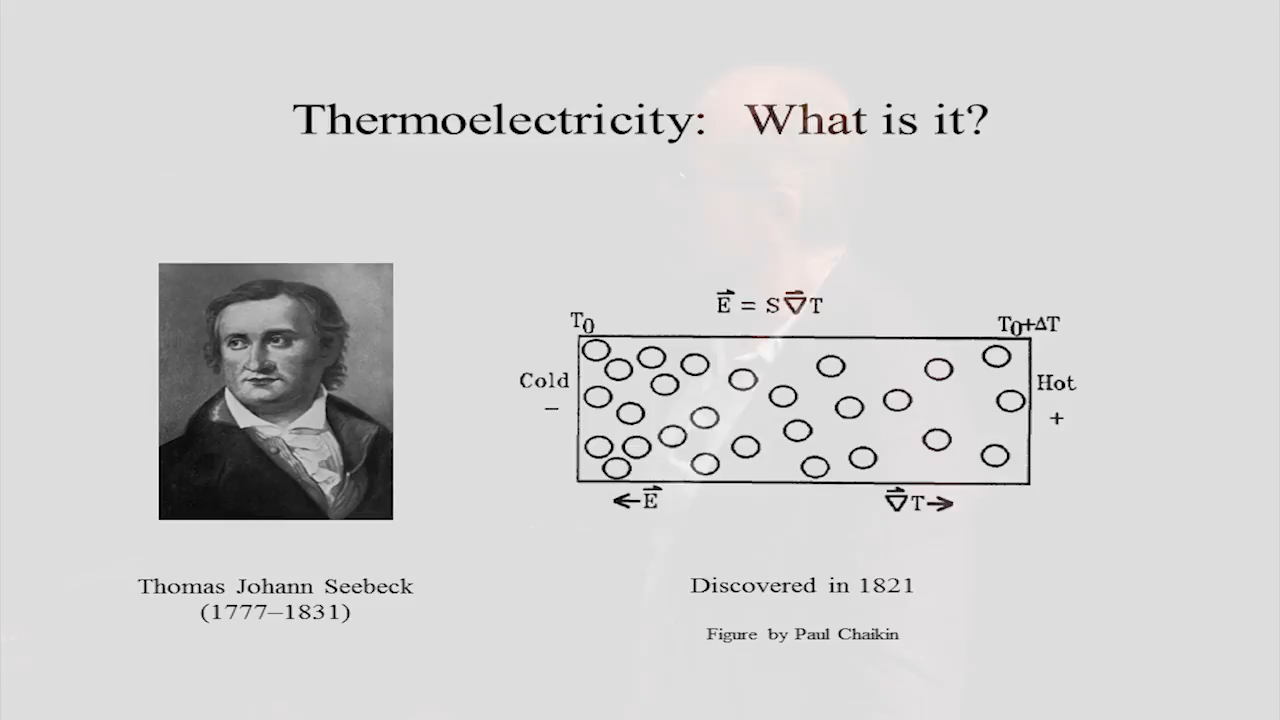 Thermoelectricity: What is it?
E⃗ = S∇⃗T
T₀
T₀+ΔT
Cold
−
Hot
+
←E⃗
∇⃗T→
Thomas Johann Seebeck
(1777–1831)
Discovered in 1821
Figure by Paul Chaikin